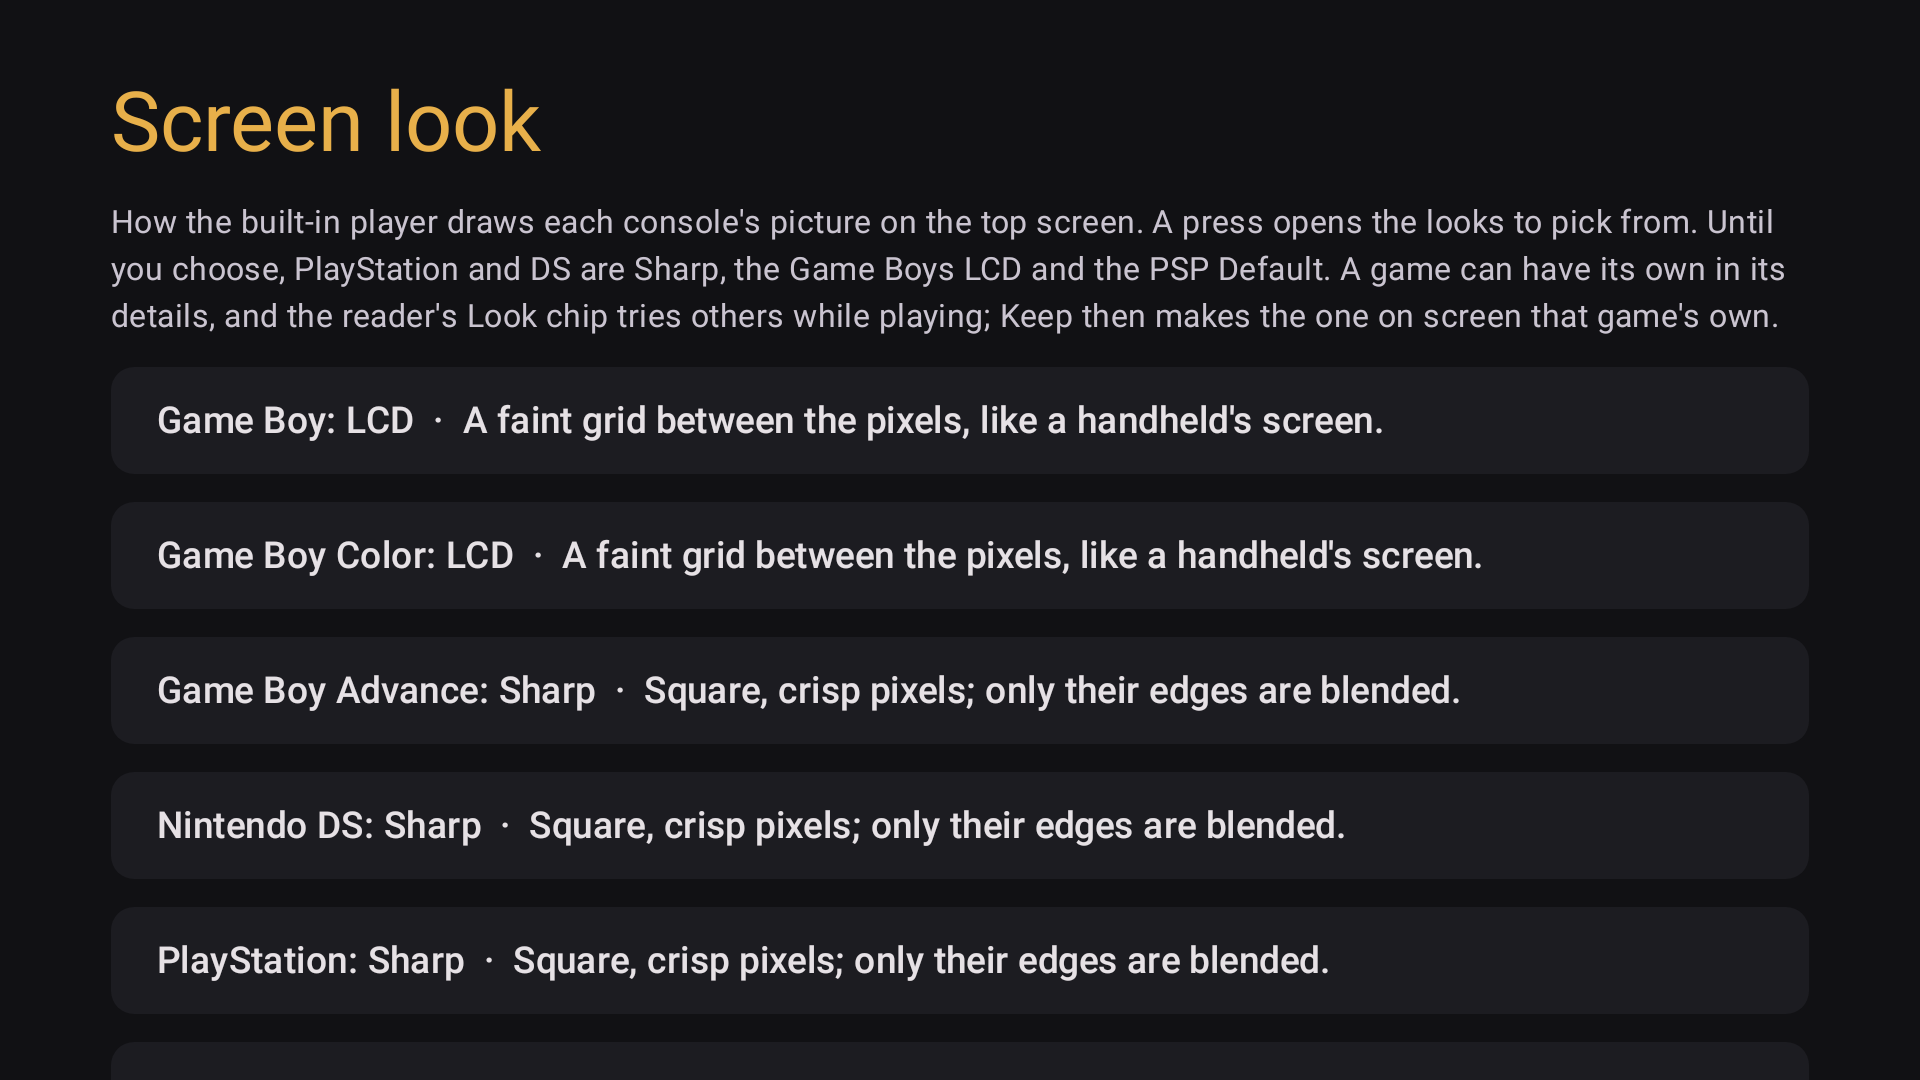 Screen look
How the built-in player draws each console's picture on the top screen. A press opens the looks to pick from. Until
you choose, PlayStation and DS are Sharp, the Game Boys LCD and the PSP Default. A game can have its own in its
details, and the reader's Look chip tries others while playing; Keep then makes the one on screen that game's own.
Game Boy: LCD · A faint grid between the pixels, like a handheld's screen.
Game Boy Color: LCD · A faint grid between the pixels, like a handheld's screen.
Game Boy Advance: Sharp · Square, crisp pixels; only their edges are blended.
Nintendo DS: Sharp · Square, crisp pixels; only their edges are blended.
PlayStation: Sharp · Square, crisp pixels; only their edges are blended.